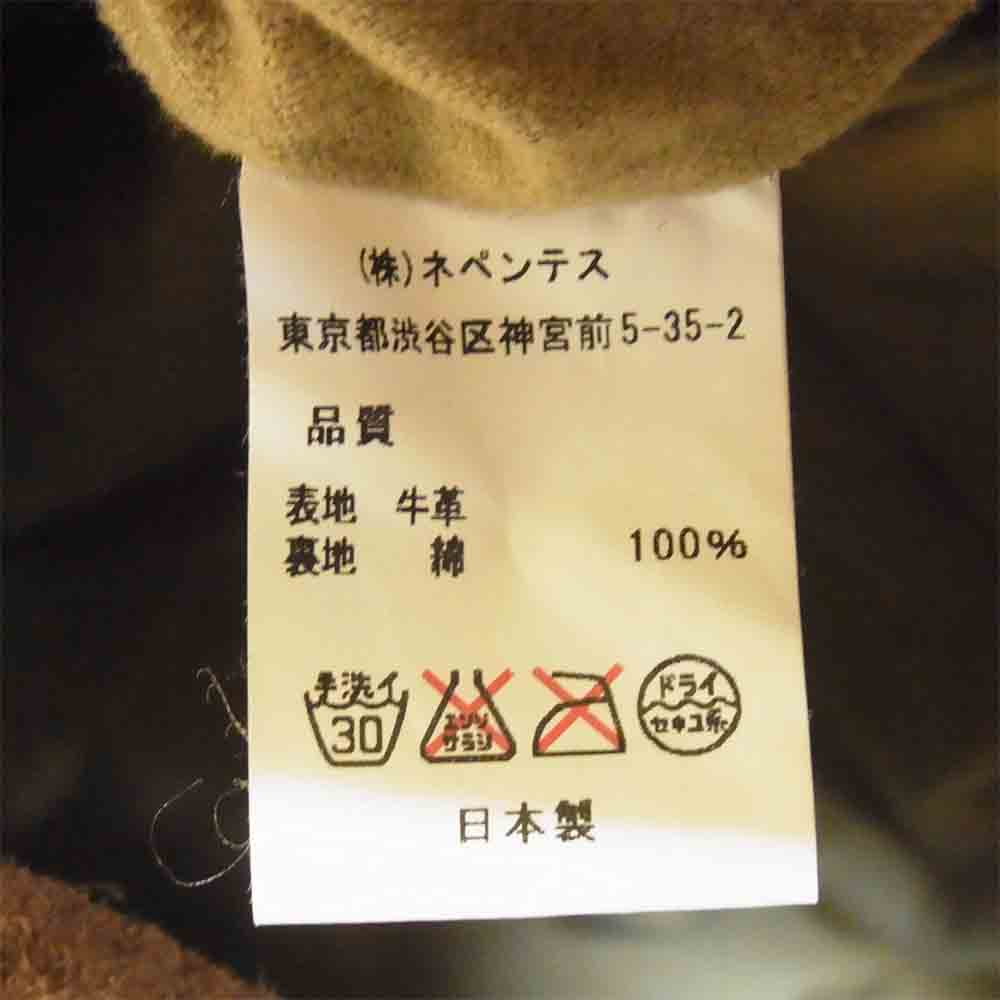 (株)ネペンテス
東京都渋谷区神宮前5-35-2
品質
表地 牛革
裏地 綿 100%
手洗イ 30 エンソサラシ ドライ セキユ系
日本製